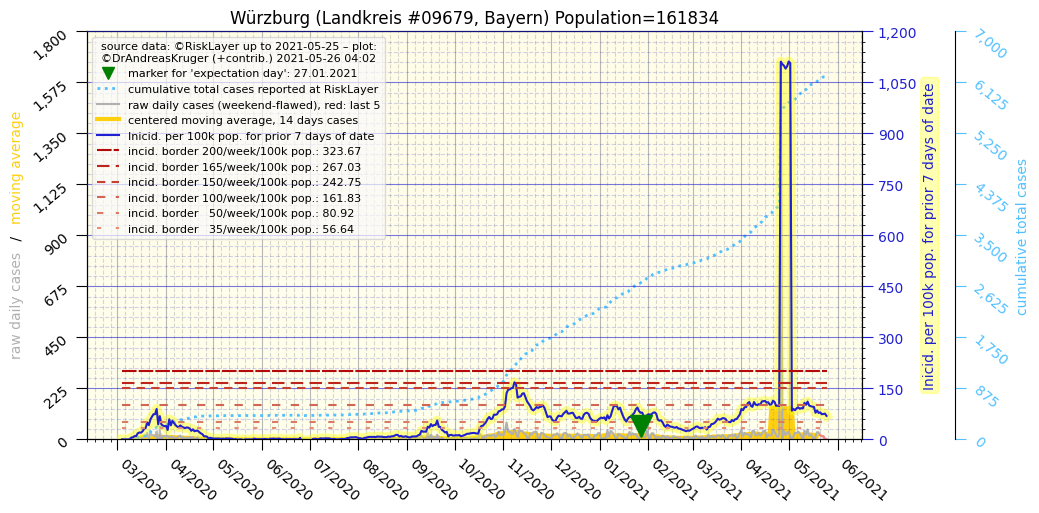 Würzburg (Landkreis #09679, Bayern) Population=161834
source data: ©RiskLayer up to 2021-05-25 – plot:
©DrAndreasKruger (+contrib.) 2021-05-26 04:02
marker for 'expectation day': 27.01.2021
cumulative total cases reported at RiskLayer
raw daily cases (weekend-flawed), red: last 5
centered moving average, 14 days cases
Inicid. per 100k pop. for prior 7 days of date
incid. border 200/week/100k pop.: 323.67
incid. border 165/week/100k pop.: 267.03
incid. border 150/week/100k pop.: 242.75
incid. border 100/week/100k pop.: 161.83
incid. border   50/week/100k pop.: 80.92
incid. border   35/week/100k pop.: 56.64
raw daily cases / moving average
1,800
1,575
1,350
1,125
900
675
450
225
0
03/2020
04/2020
05/2020
06/2020
07/2020
08/2020
09/2020
10/2020
11/2020
12/2020
01/2021
02/2021
03/2021
04/2021
05/2021
06/2021
1,200
1,050
900
750
600
450
300
150
0
Inicid. per 100k pop. for prior 7 days of date
7,000
6,125
5,250
4,375
3,500
2,625
1,750
875
0
cumulative total cases